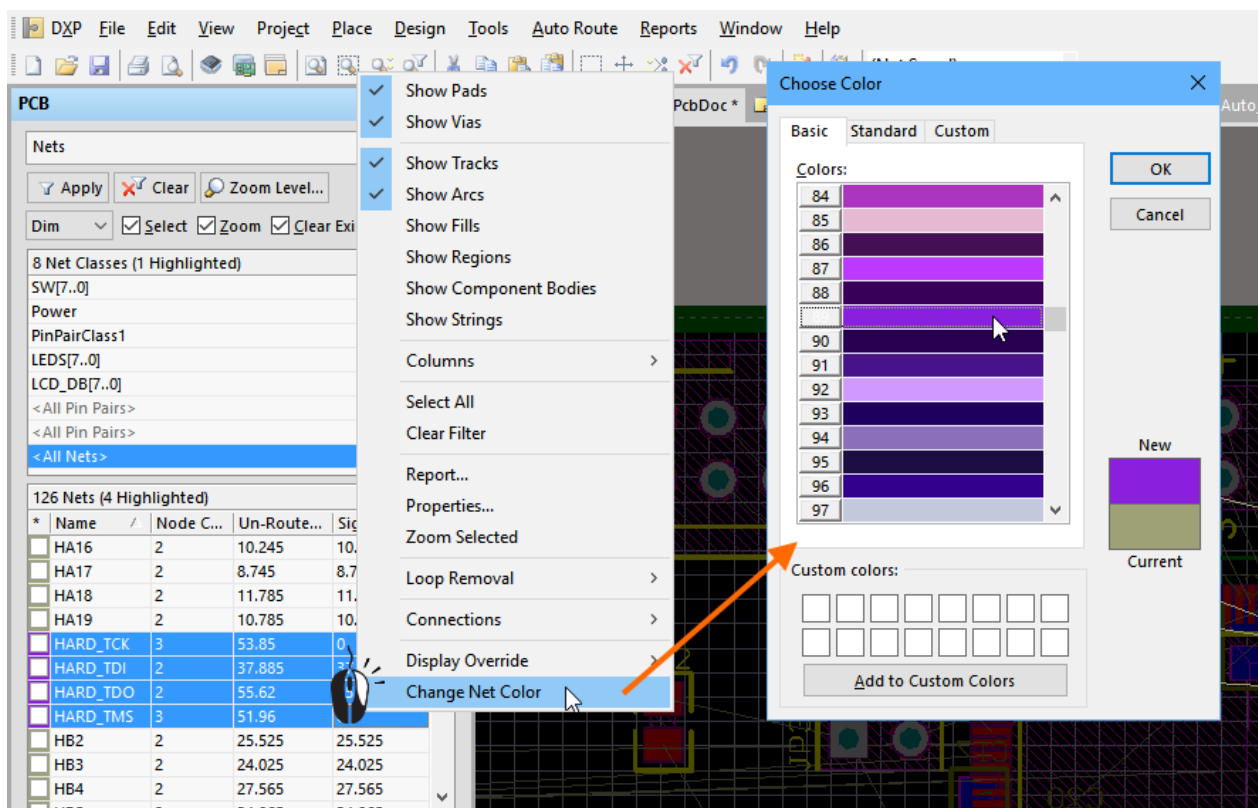 DXP File Edit View Project Place Design Tools Auto Route Reports Window Help
PCB
PcbDoc *
Auto_
Nets
Apply Clear Zoom Level...
Dim Select Zoom Clear Exi
8 Net Classes (1 Highlighted)
SW[7..0]
Power
PinPairClass1
LEDS[7..0]
LCD_DB[7..0]
<All Pin Pairs>
<All Pin Pairs>
<All Nets>
126 Nets (4 Highlighted)
* Name Node C... Un-Route... Sig
HA16 2 10.245 10.
HA17 2 8.745 8.7
HA18 2 11.785 11.
HA19 2 10.785 10.
HARD_TCK 3 53.85 0
HARD_TDI 2 37.885
HARD_TDO 2 55.62
HARD_TMS 3 51.96
HB2 2 25.525 25.525
HB3 2 24.025 24.025
HB4 2 27.565 27.565
Show Pads
Show Vias
Show Tracks
Show Arcs
Show Fills
Show Regions
Show Component Bodies
Show Strings
Columns
Select All
Clear Filter
Report...
Properties...
Zoom Selected
Loop Removal
Connections
Display Override
Change Net Color
Choose Color
Basic Standard Custom
Colors:
84
85
86
87
88
90
91
92
93
94
95
96
97
OK
Cancel
New
Current
Custom colors:
Add to Custom Colors